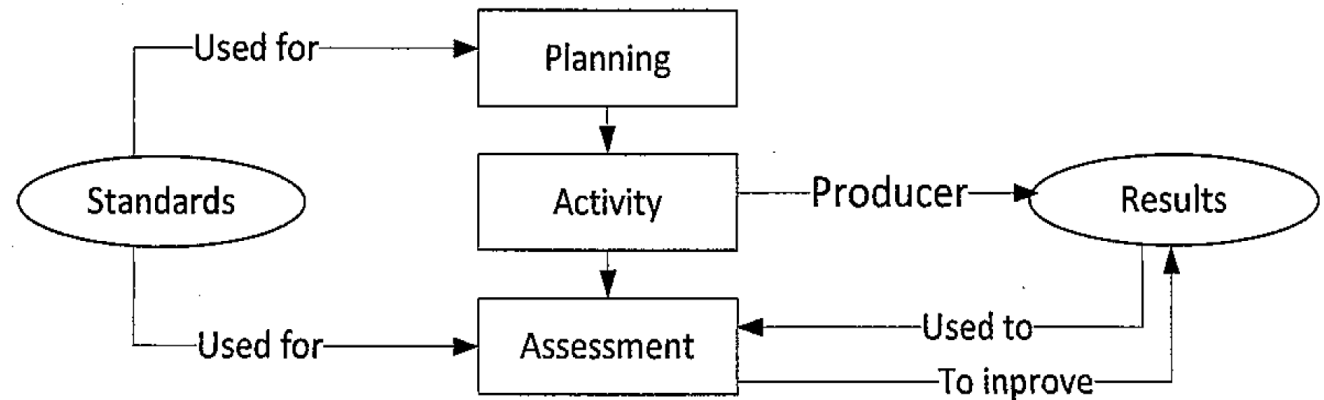 Used for
Planning
Standards
Activity
Producer
Results
Used for
Assessment
Used to
To inprove